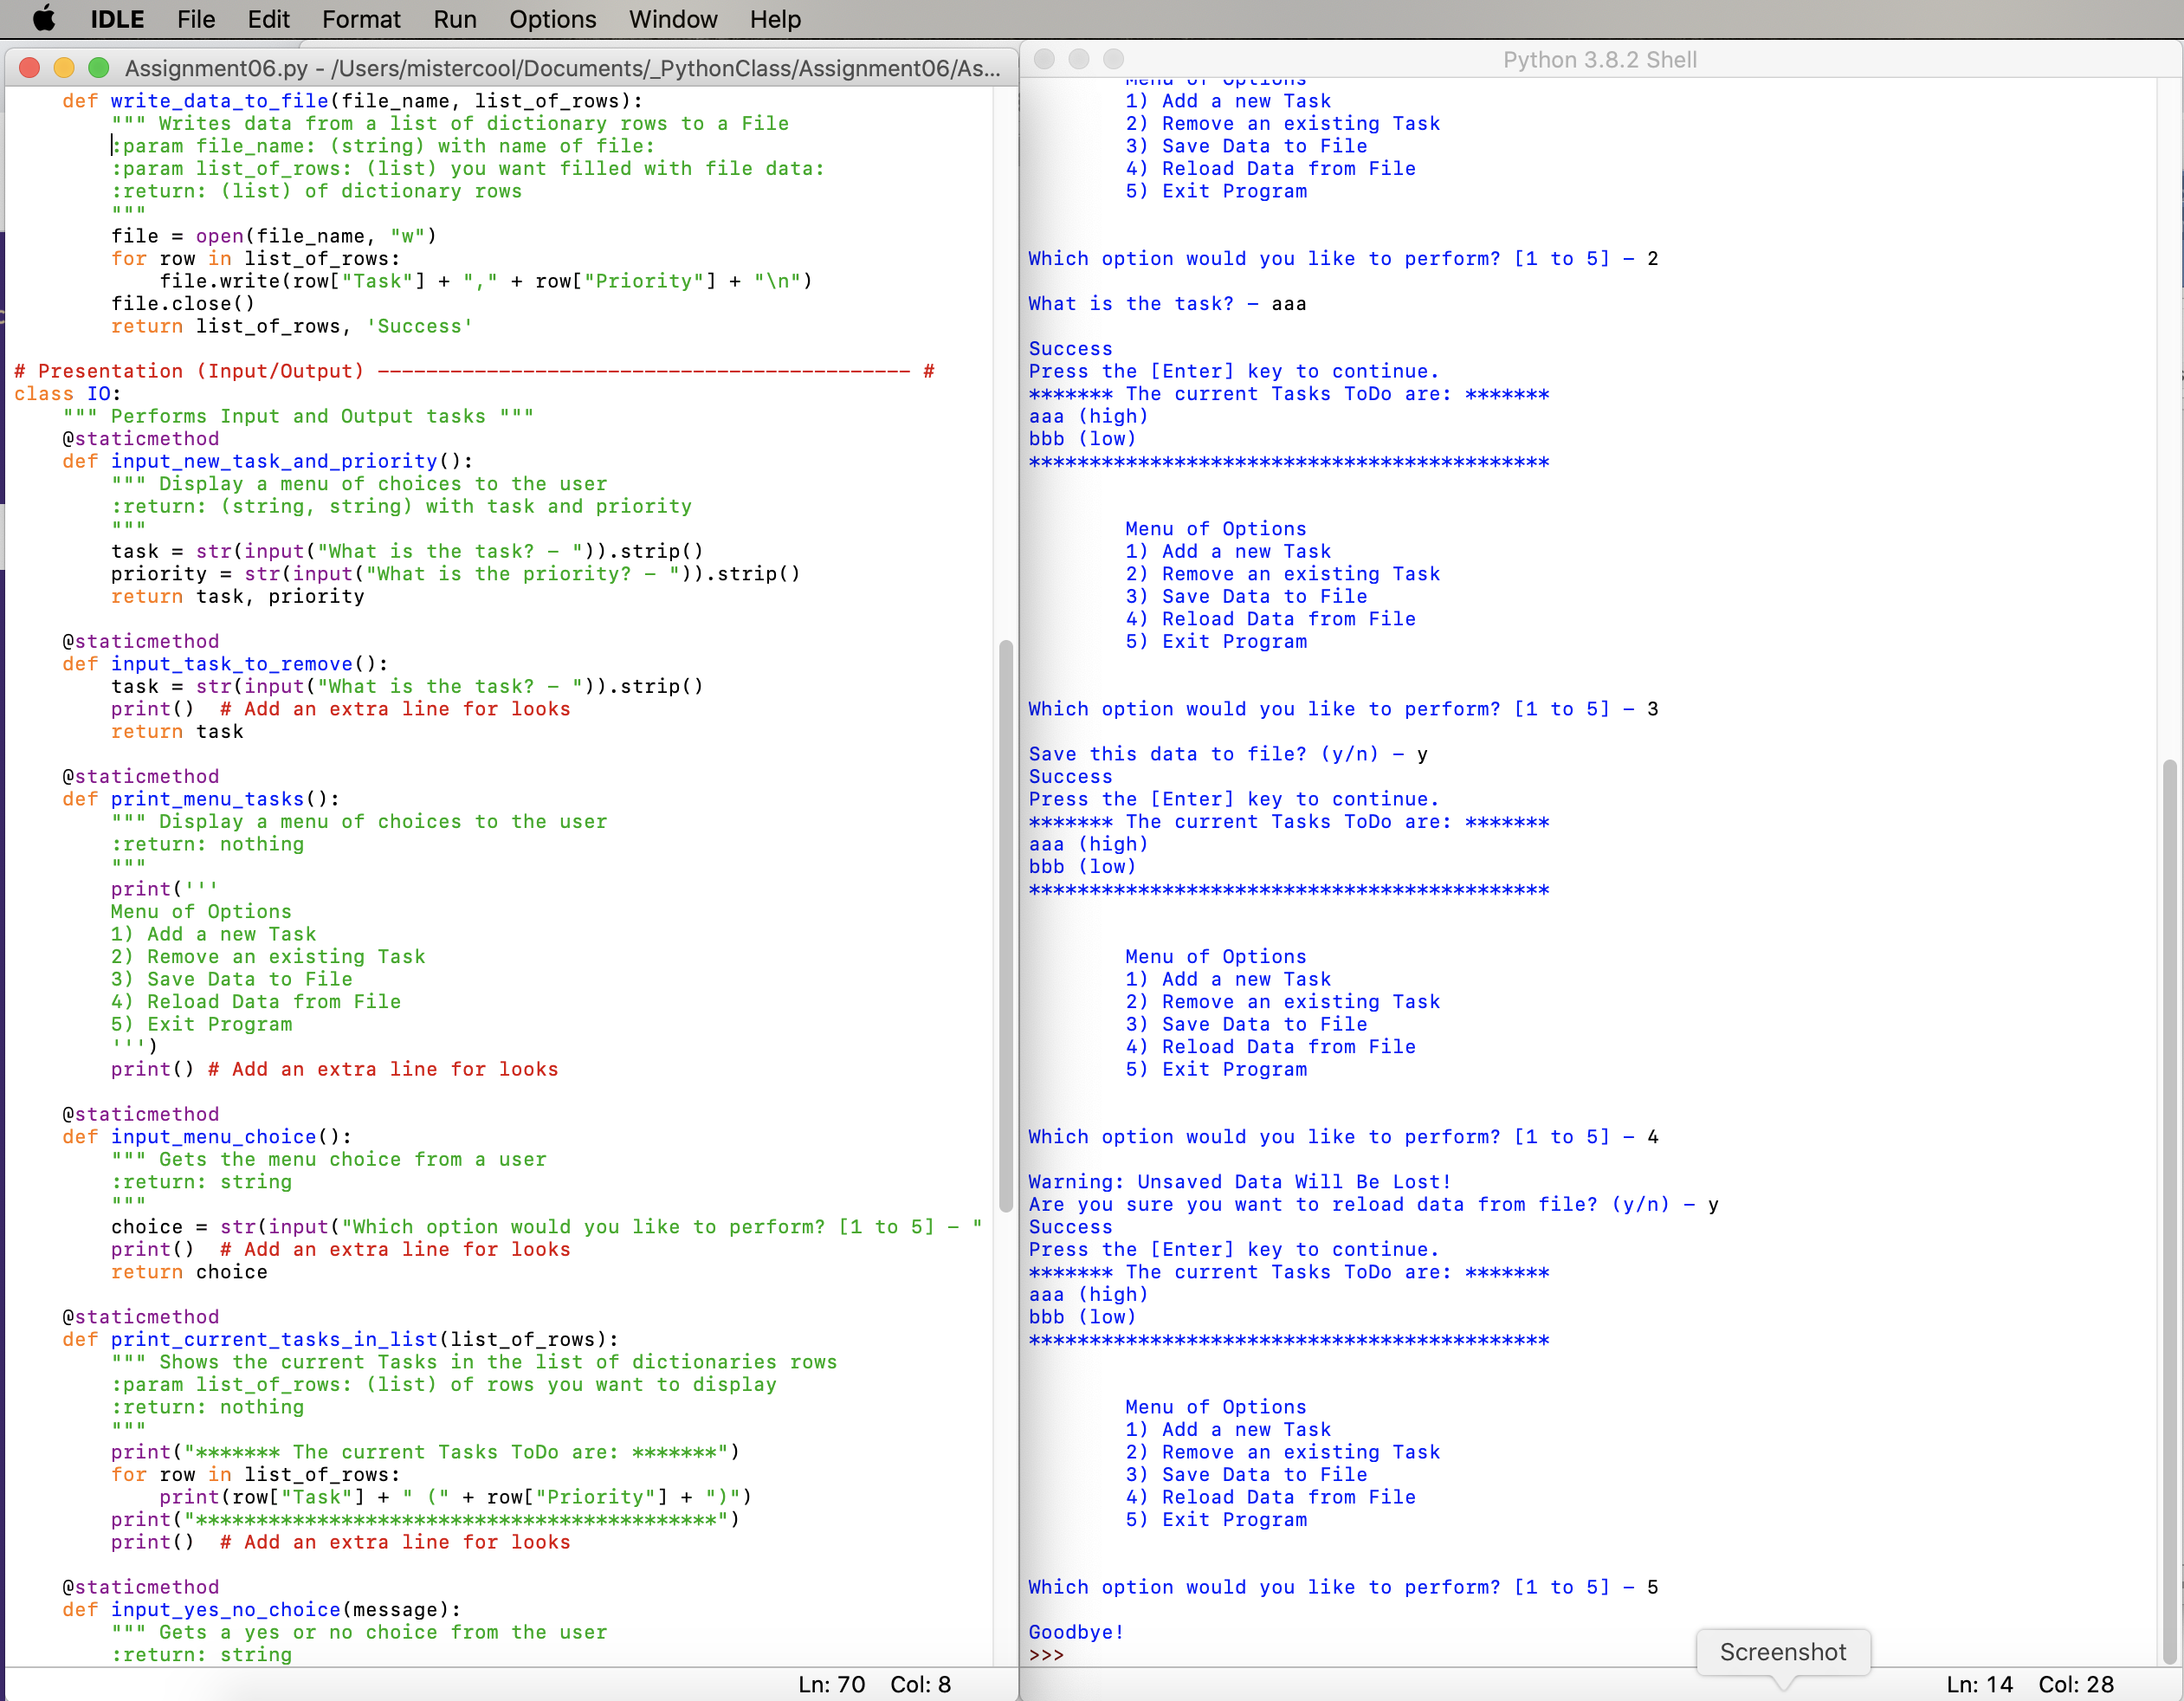 IDLE File Edit Format Run Options Window Help
Assignment06.py - /Users/mistercool/Documents/_PythonClass/Assignment06/As...
    def write_data_to_file(file_name, list_of_rows):
        """ Writes data from a list of dictionary rows to a File
        :param file_name: (string) with name of file:
        :param list_of_rows: (list) you want filled with file data:
        :return: (list) of dictionary rows
        """
        file = open(file_name, "w")
        for row in list_of_rows:
            file.write(row["Task"] + "," + row["Priority"] + "\n")
        file.close()
        return list_of_rows, 'Success'

# Presentation (Input/Output) -------------------------------------------- #
class IO:
    """ Performs Input and Output tasks """
    @staticmethod
    def input_new_task_and_priority():
        """ Display a menu of choices to the user
        :return: (string, string) with task and priority
        """
        task = str(input("What is the task? - ")).strip()
        priority = str(input("What is the priority? - ")).strip()
        return task, priority

    @staticmethod
    def input_task_to_remove():
        task = str(input("What is the task? - ")).strip()
        print()  # Add an extra line for looks
        return task

    @staticmethod
    def print_menu_tasks():
        """ Display a menu of choices to the user
        :return: nothing
        """
        print('''
        Menu of Options
        1) Add a new Task
        2) Remove an existing Task
        3) Save Data to File
        4) Reload Data from File
        5) Exit Program
        ''')
        print() # Add an extra line for looks

    @staticmethod
    def input_menu_choice():
        """ Gets the menu choice from a user
        :return: string
        """
        choice = str(input("Which option would you like to perform? [1 to 5] - "
        print()  # Add an extra line for looks
        return choice

    @staticmethod
    def print_current_tasks_in_list(list_of_rows):
        """ Shows the current Tasks in the list of dictionaries rows
        :param list_of_rows: (list) of rows you want to display
        :return: nothing
        """
        print("******* The current Tasks ToDo are: *******")
        for row in list_of_rows:
            print(row["Task"] + " (" + row["Priority"] + ")")
        print("*******************************************")
        print()  # Add an extra line for looks

    @staticmethod
    def input_yes_no_choice(message):
        """ Gets a yes or no choice from the user
        :return: string
Ln: 70 Col: 8
Python 3.8.2 Shell
        Menu of Options
        1) Add a new Task
        2) Remove an existing Task
        3) Save Data to File
        4) Reload Data from File
        5) Exit Program

Which option would you like to perform? [1 to 5] - 2

What is the task? - aaa

Success
Press the [Enter] key to continue.
******* The current Tasks ToDo are: *******
aaa (high)
bbb (low)
*******************************************

        Menu of Options
        1) Add a new Task
        2) Remove an existing Task
        3) Save Data to File
        4) Reload Data from File
        5) Exit Program

Which option would you like to perform? [1 to 5] - 3

Save this data to file? (y/n) - y
Success
Press the [Enter] key to continue.
******* The current Tasks ToDo are: *******
aaa (high)
bbb (low)
*******************************************

        Menu of Options
        1) Add a new Task
        2) Remove an existing Task
        3) Save Data to File
        4) Reload Data from File
        5) Exit Program

Which option would you like to perform? [1 to 5] - 4

Warning: Unsaved Data Will Be Lost!
Are you sure you want to reload data from file? (y/n) - y
Success
Press the [Enter] key to continue.
******* The current Tasks ToDo are: *******
aaa (high)
bbb (low)
*******************************************

        Menu of Options
        1) Add a new Task
        2) Remove an existing Task
        3) Save Data to File
        4) Reload Data from File
        5) Exit Program

Which option would you like to perform? [1 to 5] - 5

Goodbye!
>>>
Screenshot
Ln: 14 Col: 28